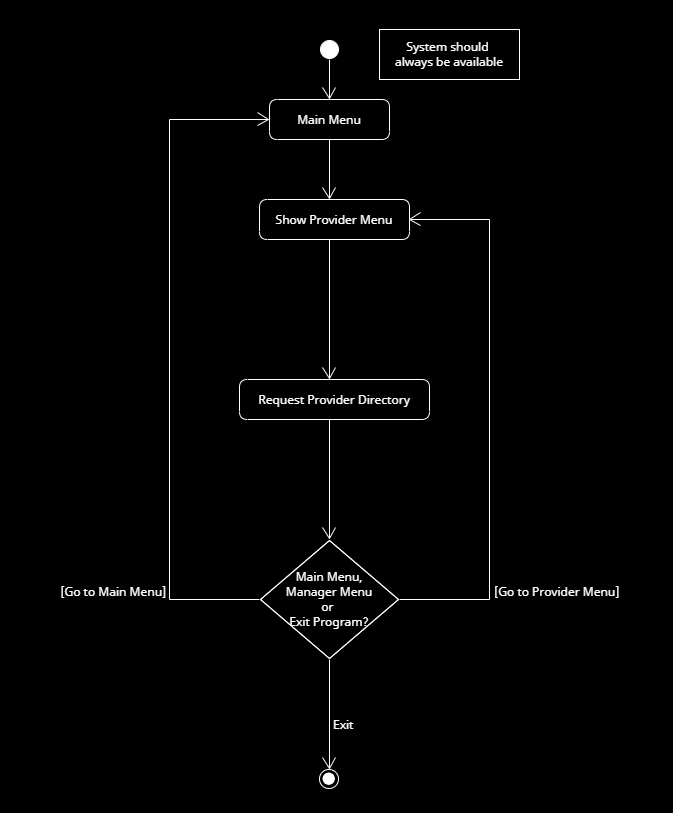 System should
always be available
Main Menu
Show Provider Menu
Request Provider Directory
Main Menu,
Manager Menu
or
Exit Program?
[Go to Main Menu]
[Go to Provider Menu]
Exit